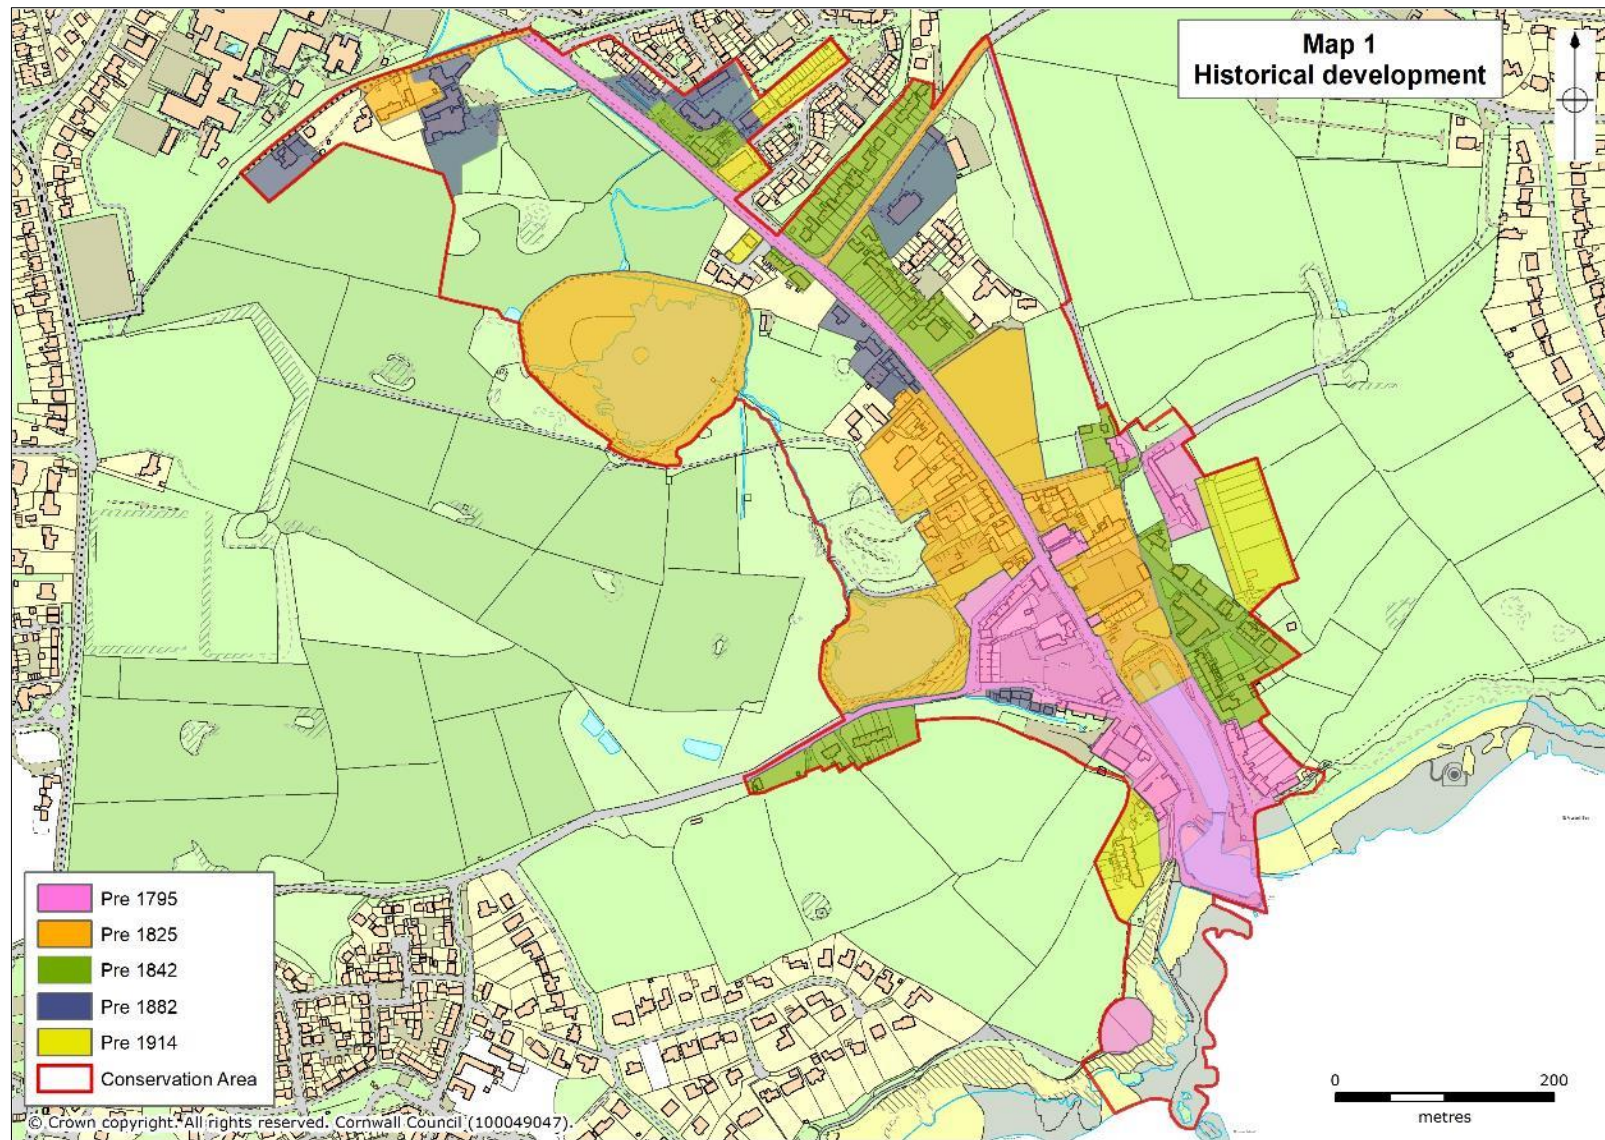 Map 1
Historical development
Pre 1795
Pre 1825
Pre 1842
Pre 1882
Pre 1914
Conservation Area
0 200
metres
© Crown copyright. All rights reserved. Cornwall Council (100049047).